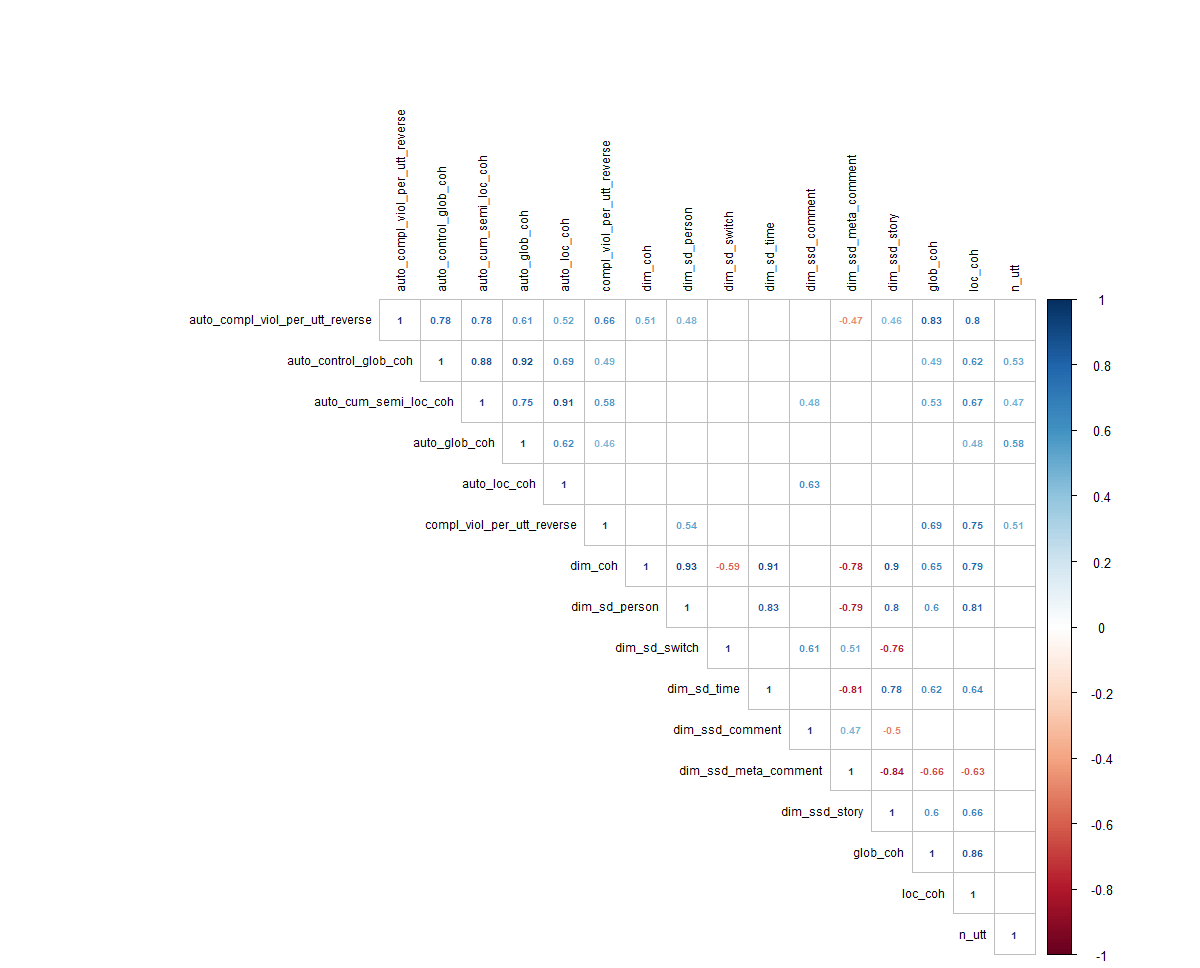 auto_compl_viol_per_utt_reverse
auto_control_glob_coh
auto_cum_semi_loc_coh
auto_glob_coh
auto_loc_coh
compl_viol_per_utt_reverse
dim_coh
dim_sd_person
dim_sd_switch
dim_sd_time
dim_ssd_comment
dim_ssd_meta_comment
dim_ssd_story
glob_coh
loc_coh
n_utt
auto_compl_viol_per_utt_reverse 1 0.78 0.78 0.61 0.52 0.66 0.51 0.48 -0.47 0.46 0.83 0.8
auto_control_glob_coh 1 0.88 0.92 0.69 0.49 0.49 0.62 0.53
auto_cum_semi_loc_coh 1 0.75 0.91 0.58 0.48 0.53 0.67 0.47
auto_glob_coh 1 0.62 0.46 0.48 0.58
auto_loc_coh 1 0.63
compl_viol_per_utt_reverse 1 0.54 0.69 0.75 0.51
dim_coh 1 0.93 -0.59 0.91 -0.78 0.9 0.65 0.79
dim_sd_person 1 0.83 -0.79 0.8 0.6 0.81
dim_sd_switch 1 0.61 0.51 -0.76
dim_sd_time 1 -0.81 0.78 0.62 0.64
dim_ssd_comment 1 0.47 -0.5
dim_ssd_meta_comment 1 -0.84 -0.66 -0.63
dim_ssd_story 1 0.6 0.66
glob_coh 1 0.86
loc_coh 1
n_utt 1
1
0.8
0.6
0.4
0.2
0
-0.2
-0.4
-0.6
-0.8
-1